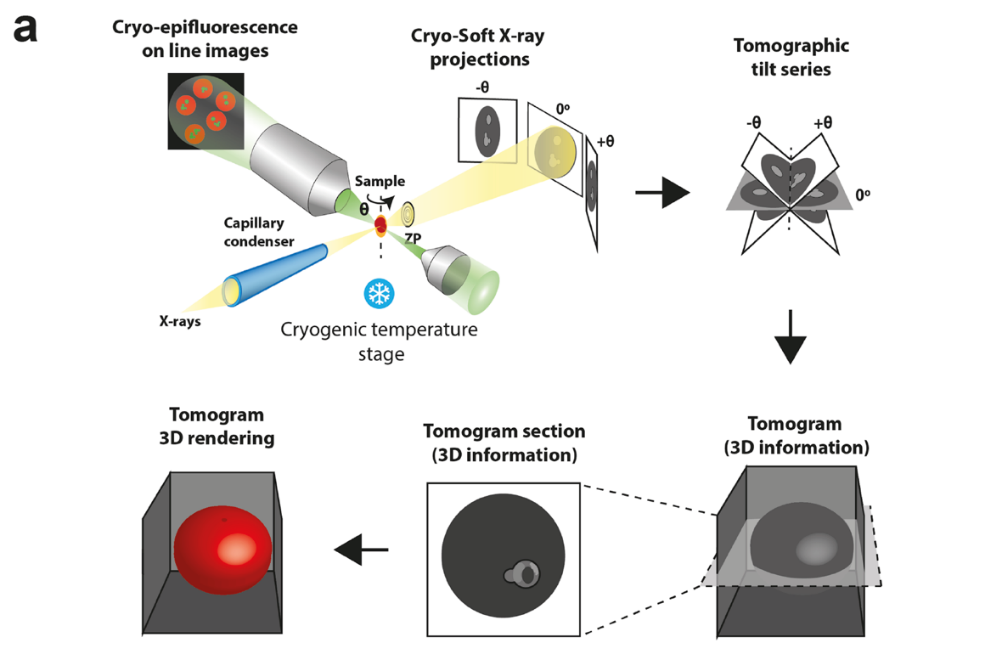 a
Cryo-epifluorescence
on line images
Cryo-Soft X-ray
projections
Tomographic
tilt series
-θ
0º
+θ
-θ
+θ
0º
Sample
θ
ZP
Capillary
condenser
X-rays
Cryogenic temperature
stage
Tomogram
3D rendering
Tomogram section
(3D information)
Tomogram
(3D information)